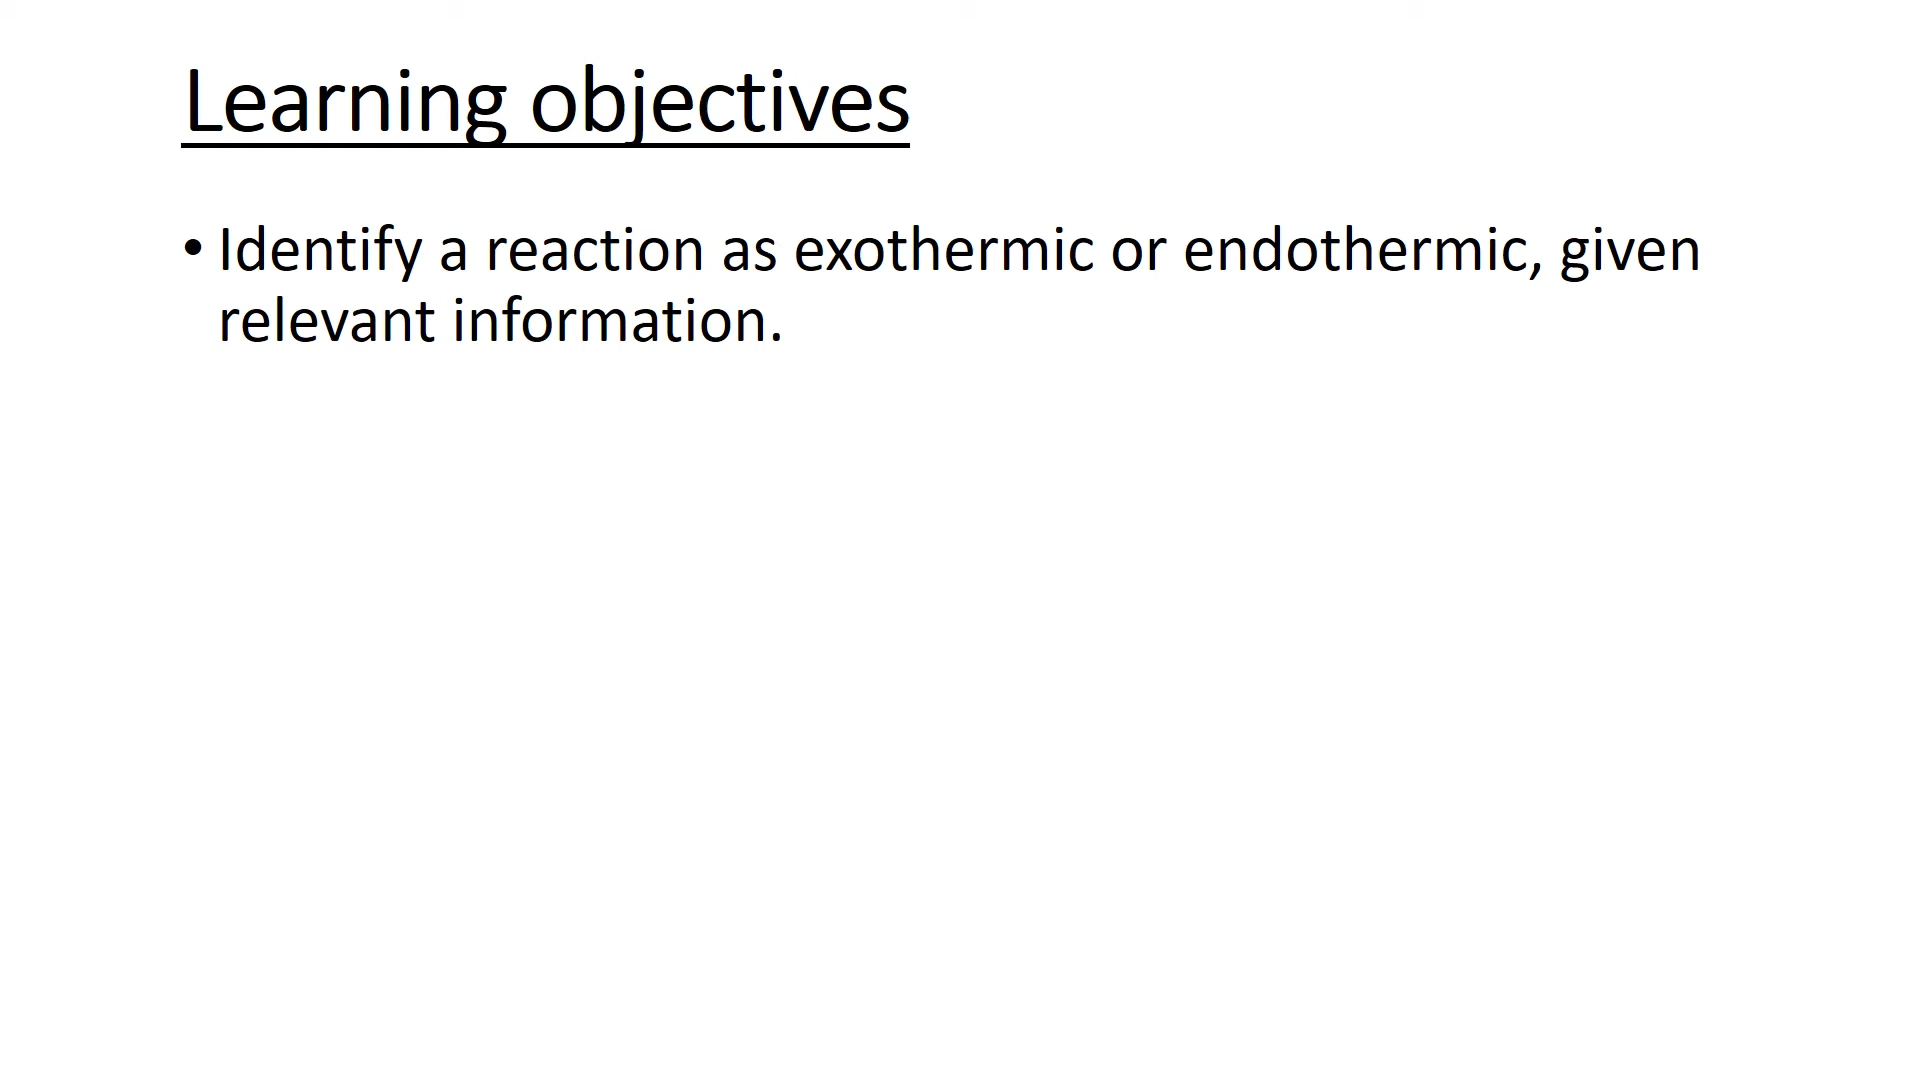 Learning objectives
• Identify a reaction as exothermic or endothermic, given
relevant information.